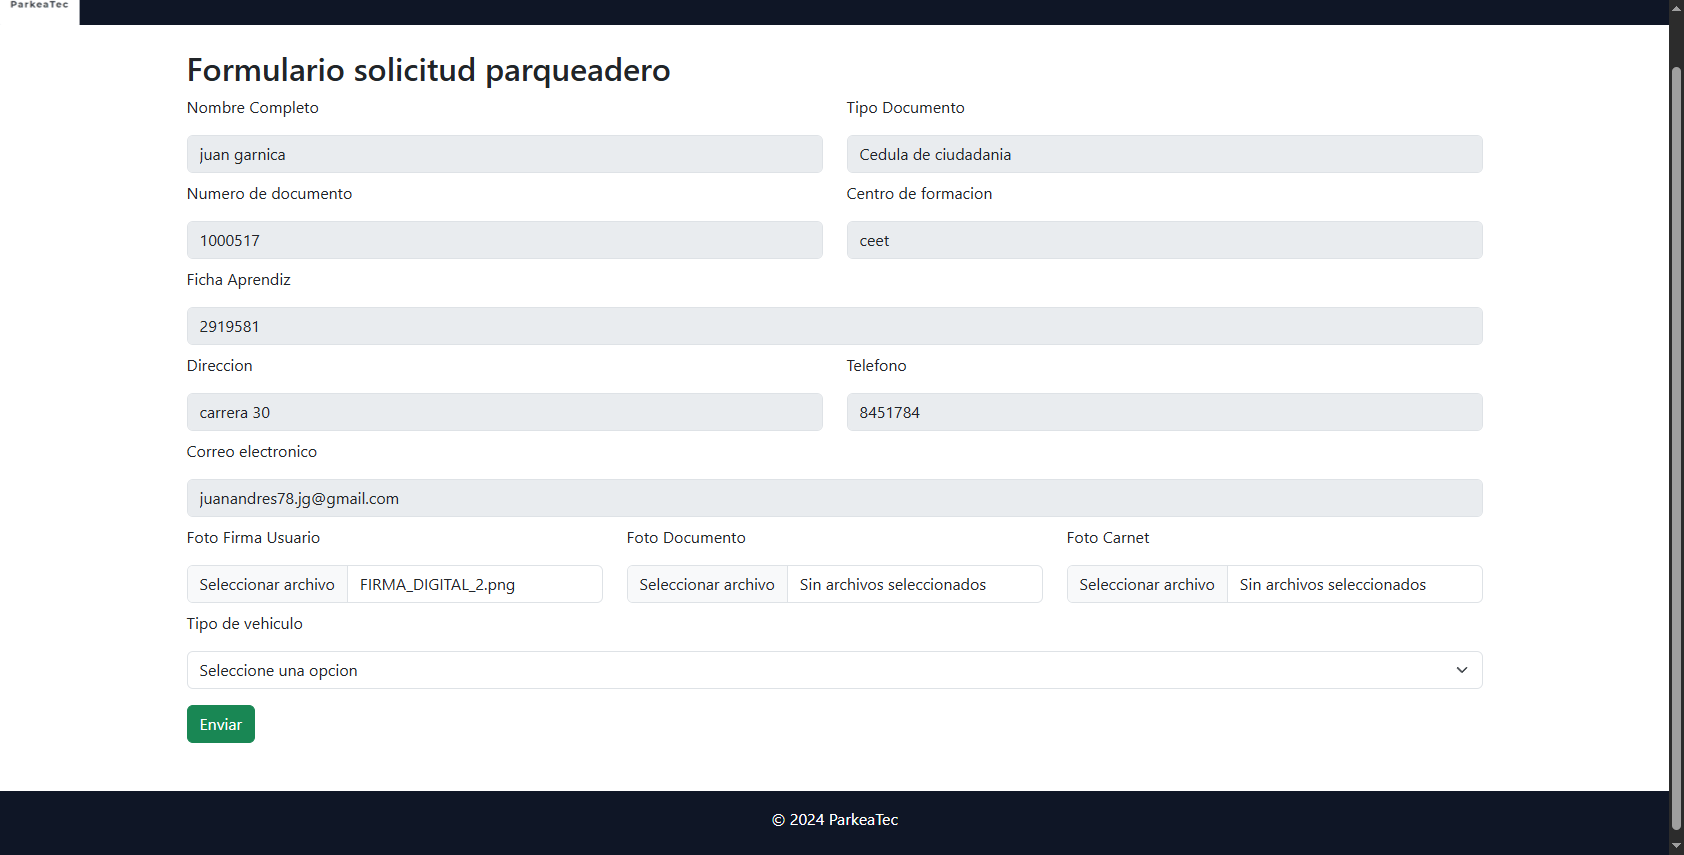 ParkeaTec
Formulario solicitud parqueadero
Nombre Completo
Tipo Documento
juan garnica
Cedula de ciudadania
Numero de documento
Centro de formacion
1000517
ceet
Ficha Aprendiz
2919581
Direccion
Telefono
carrera 30
8451784
Correo electronico
juanandres78.jg@gmail.com
Foto Firma Usuario
Foto Documento
Foto Carnet
Seleccionar archivo FIRMA_DIGITAL_2.png
Seleccionar archivo Sin archivos seleccionados
Seleccionar archivo Sin archivos seleccionados
Tipo de vehiculo
Seleccione una opcion
Enviar
© 2024 ParkeaTec